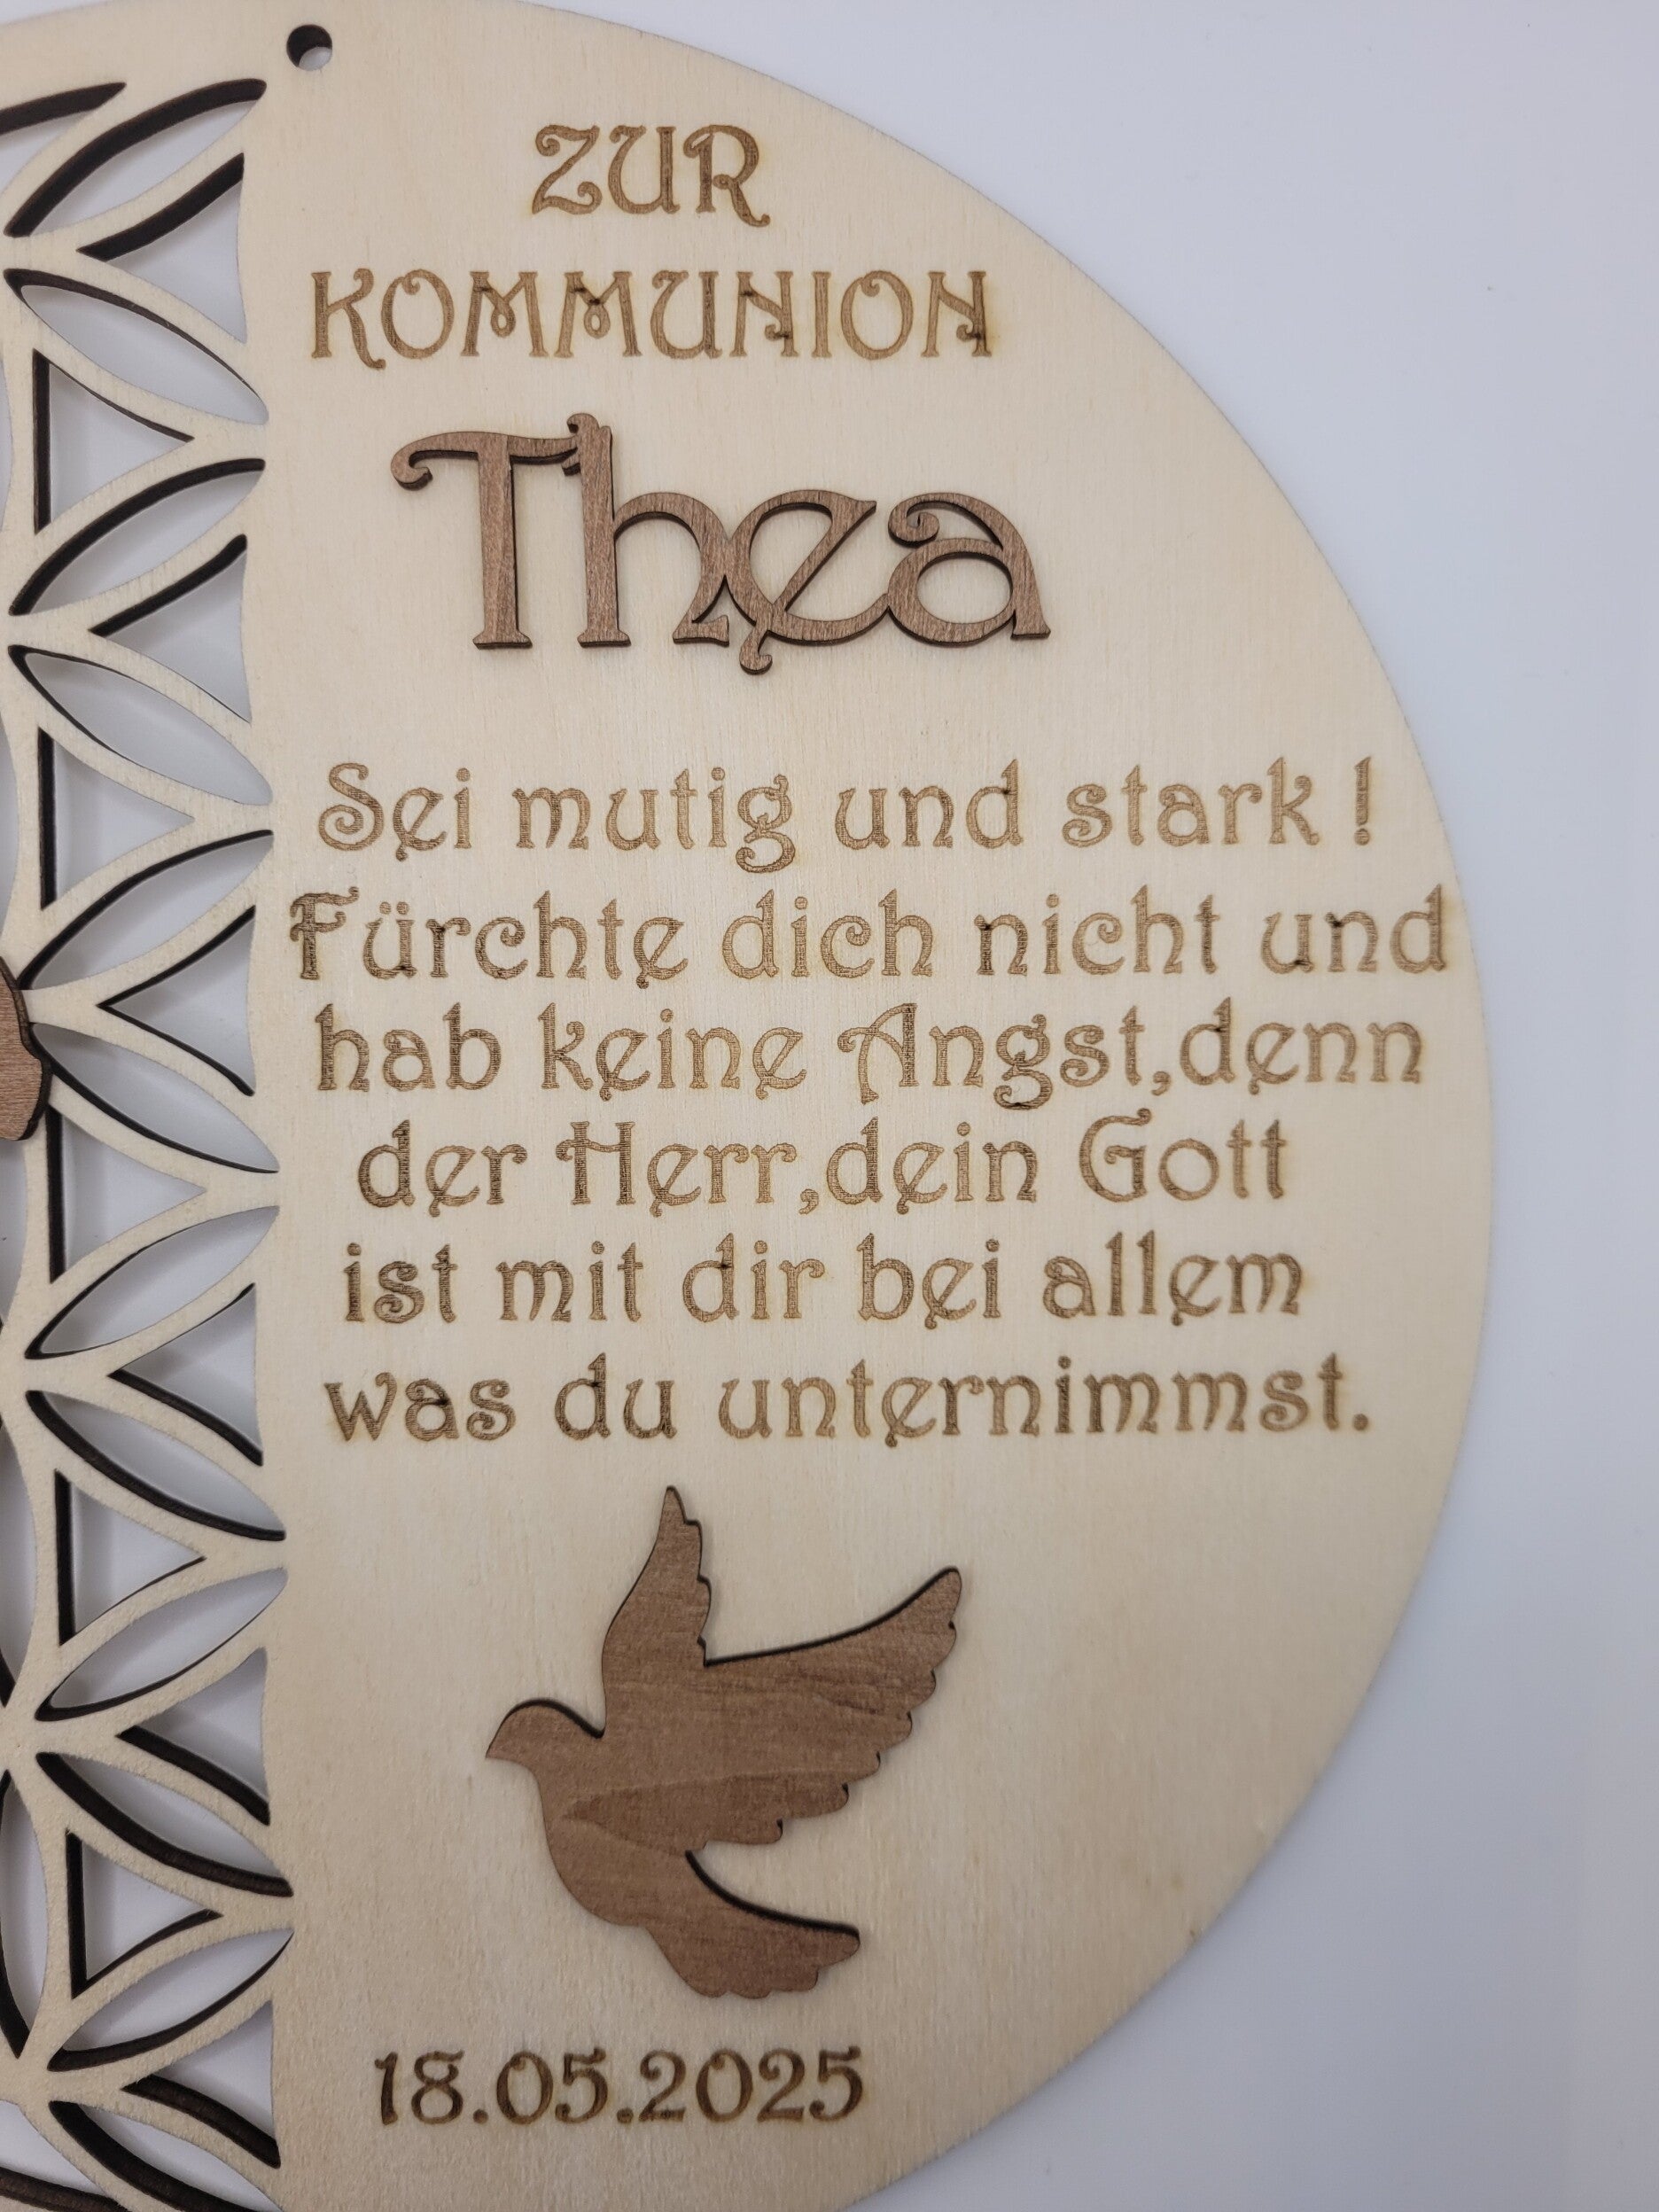 ZUR
KOMMUNION
Thea
Sei mutig und stark !
Fürchte dich nicht und
hab keine Angst,denn
der Herr,dein Gott
ist mit dir bei allem
was du unternimmst.
18.05.2025